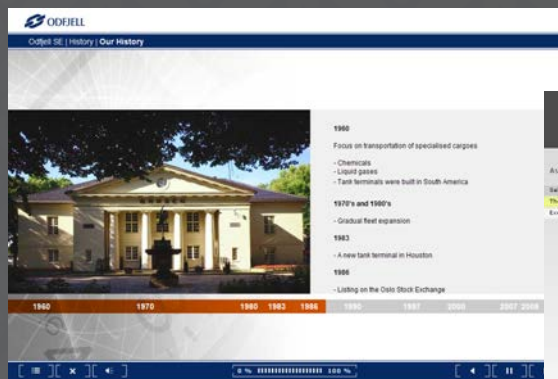 ODFJELL
Odfjell SE | History | Our History
1960
Focus on transportation of specialised cargoes
- Chemicals
- Liquid gases
- Tank terminals were built in South America
1970's and 1980's
- Gradual fleet expansion
1983
- A new tank terminal in Houston
1986
- Listing on the Oslo Stock Exchange
1960 1970 1980 1983 1986 1990 1997 2000 2007 2008
0 % 100 %